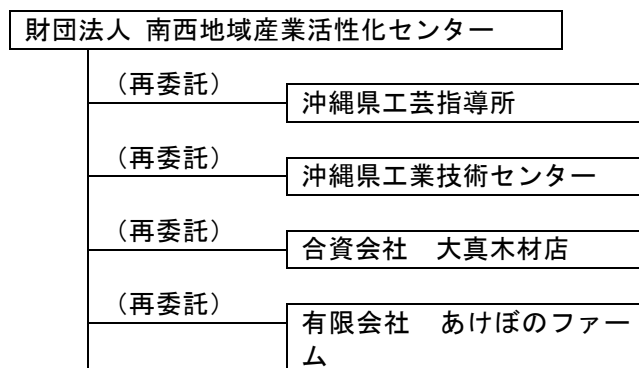 財団法人 南西地域産業活性化センター
（再委託）
沖縄県工芸指導所
（再委託）
沖縄県工業技術センター
（再委託）
合資会社　大真木材店
（再委託）
有限会社　あけぼのファー
ム